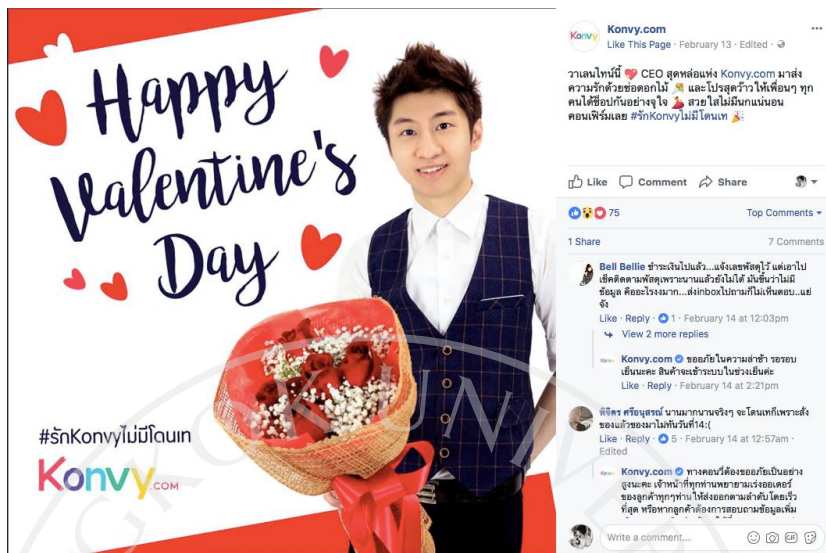 Happy
Valentine's
Day
#รักKonvyไม่มีโดนเท
Konvy.COM
Konvy.com
Like This Page · February 13 · Edited ·
วาเลนไทน์นี้ CEO สุดหล่อแห่ง Konvy.com มาส่ง
ความรักด้วยช่อดอกไม้ และโปรสุดว๊าวให้เพื่อนๆ ทุก
คนได้ช็อปกันอย่างจุใจ สวยใสไม่มีนกแน่นอน
คอนเฟิร์มเลย #รักKonvyไม่มีโดนเท
Like Comment Share
75 Top Comments
1 Share 7 Comments
Bell Bellie ชำระเงินไปแล้ว...แจ้งเลขพัสดุไว้ แต่เอาไป
เช็คติดตามพัสดุเพราะนานแล้วยังไม่ได้ มันขึ้นว่าไม่มี
ข้อมูล คืออะไรงงมาก...ส่งinboxไปถามก็ไม่เห็นตอบ..แย่
จัง
Like · Reply · 1 · February 14 at 12:03pm
View 2 more replies
Konvy.com ขออภัยในความล่าช้า รอรอบ
เย็นนะคะ สินค้าจะเข้าระบบในช่วงเย็นค่ะ
Like · Reply · February 14 at 2:21pm
พิจิตร ศรีอนุสรณ์ นานมากนานจริงๆ จะโดนเทก็เพราะสั่ง
ของแล้วของมาไม่ทันวันที่14:(
Like · Reply · 5 · February 14 at 12:57am ·
Edited
Konvy.com ทางคอนวี่ต้องขออภัยเป็นอย่าง
สูงนะคะ เจ้าหน้าที่ทุกท่านพยายามเร่งออเดอร์
ของลูกค้าทุกๆท่าน ให้ส่งออกตามลำดับโดยเร็ว
ที่สุด หรือหากลูกค้าต้องการสอบถามข้อมูลเพิ่ม
Write a comment...
GIF